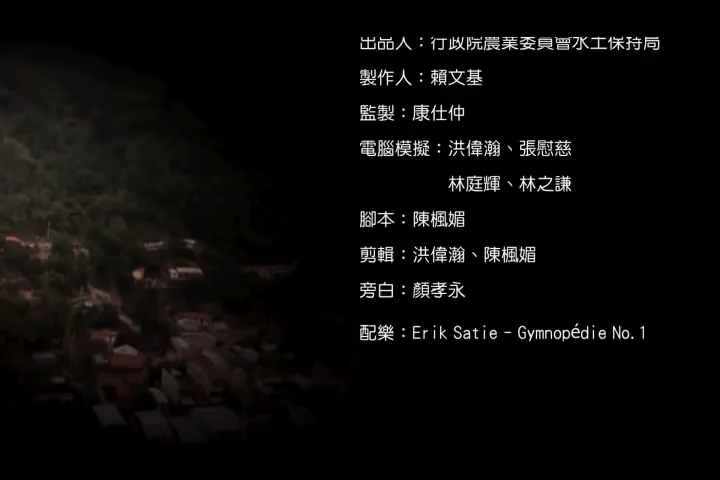 出品人：行政院農業委員會水土保持局
製作人：賴文基
監製：康仕仲
電腦模擬：洪偉瀚、張慰慈
林庭輝、林之謙
腳本：陳楓媚
剪輯：洪偉瀚、陳楓媚
旁白：顏孝永
配樂：Erik Satie - Gymnopédie No.1